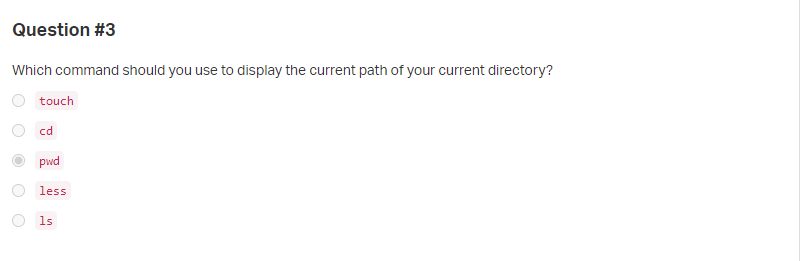 Question #3
Which command should you use to display the current path of your current directory?
touch
cd
pwd
less
ls